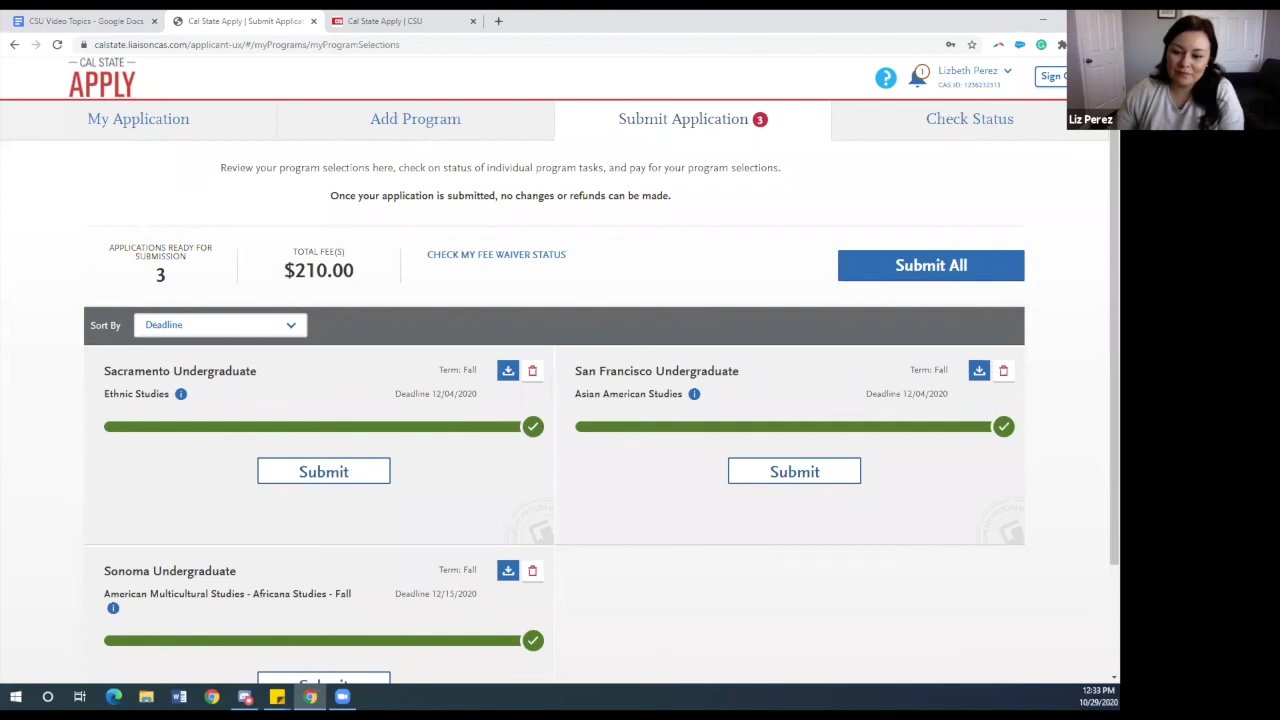 CSU Video Topics - Google Docs
Cal State Apply | Submit Applicat
Cal State Apply | CSU
calstate.liaisoncas.com/applicant-ux/#/myPrograms/myProgramSelections
— CAL STATE —
APPLY
1
Lizbeth Perez
CAS ID: 1256232313
Sign
Liz Perez
My Application
Add Program
Submit Application 3
Check Status
Review your program selections here, check on status of individual program tasks, and pay for your program selections.
Once your application is submitted, no changes or refunds can be made.
APPLICATIONS READY FOR
SUBMISSION
3
TOTAL FEE(S)
$210.00
CHECK MY FEE WAIVER STATUS
Submit All
Sort By
Deadline
Sacramento Undergraduate
Term: Fall
Ethnic Studies
Deadline 12/04/2020
Submit
San Francisco Undergraduate
Term: Fall
Asian American Studies
Deadline 12/04/2020
Submit
Sonoma Undergraduate
Term: Fall
American Multicultural Studies - Africana Studies - Fall
Deadline 12/15/2020
Submit
12:33 PM
10/29/2020